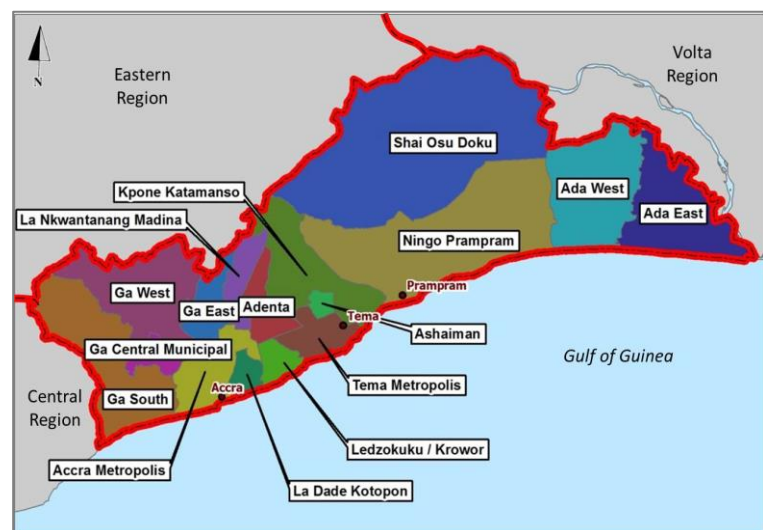 N
Eastern
Region
Volta
Region
Shai Osu Doku
Kpone Katamanso
Ada West
La Nkwantanang Madina
Ada East
Ningo Prampram
Ga West
Prampram
Ga East
Adenta
Tema
Ashaiman
Ga Central Municipal
Gulf of Guinea
Central
Region
Ga South
Accra
Tema Metropolis
Ledzokuku / Krowor
Accra Metropolis
La Dade Kotopon